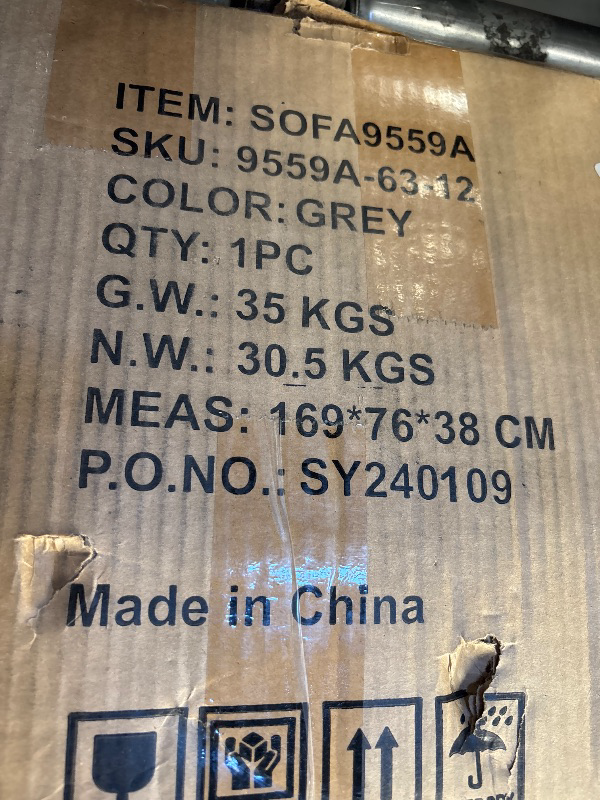 ITEM: SOFA9559A
SKU: 9559A-63-12
COLOR: GREY
QTY: 1PC
G.W.: 35 KGS
N.W.: 30.5 KGS
MEAS: 169*76*38 CM
P.O.NO.: SY240109
Made in China